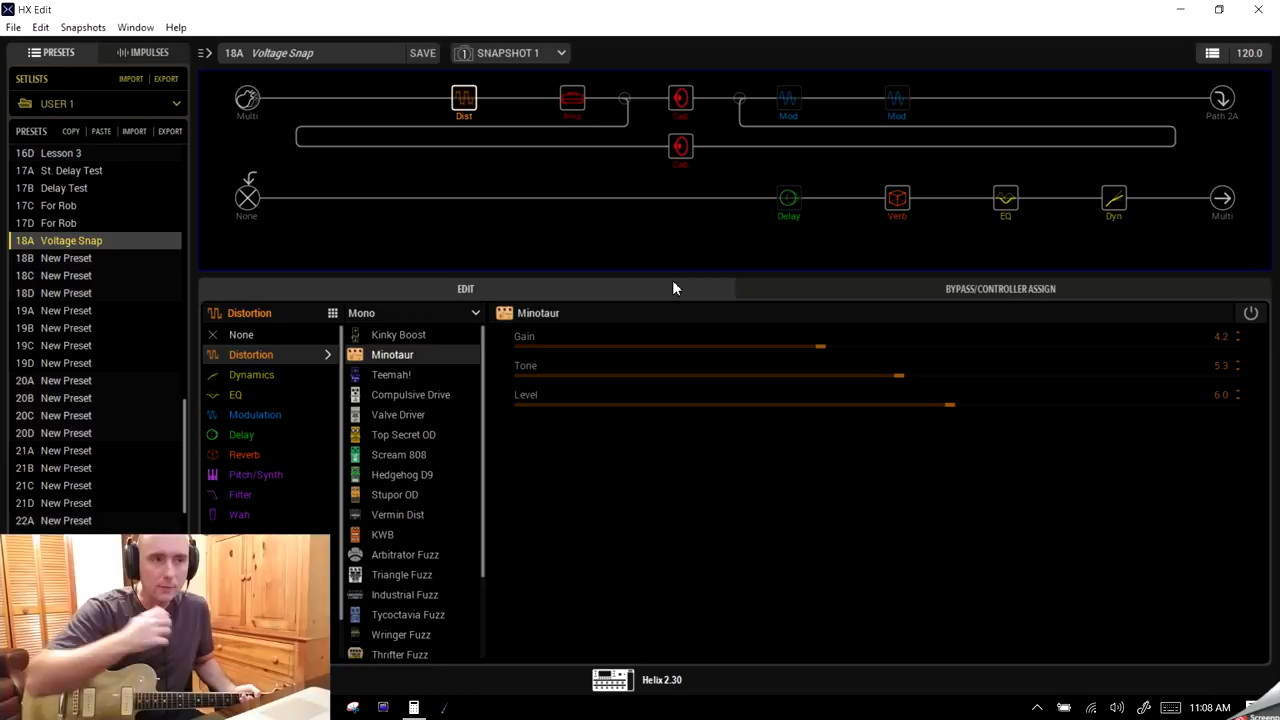 HX Edit
File Edit Snapshots Window Help
PRESETS IMPULSES
18A Voltage Snap SAVE 1 SNAPSHOT 1 120.0
SETLISTS IMPORT EXPORT
USER 1
PRESETS COPY PASTE IMPORT EXPORT
16D Lesson 3
17A St. Delay Test
17B Delay Test
17C For Rob
17D For Rob
18A Voltage Snap
18B New Preset
18C New Preset
18D New Preset
19A New Preset
19B New Preset
19C New Preset
19D New Preset
20A New Preset
20B New Preset
20C New Preset
20D New Preset
21A New Preset
21B New Preset
21C New Preset
21D New Preset
22A New Preset
Multi Dist Amp Cab Mod Mod Path 2A
Cab
None Delay Verb EQ Dyn Multi
EDIT BYPASS/CONTROLLER ASSIGN
Distortion
None
Distortion
Dynamics
EQ
Modulation
Delay
Reverb
Pitch/Synth
Filter
Wah
Mono
Kinky Boost
Minotaur
Teemah!
Compulsive Drive
Valve Driver
Top Secret OD
Scream 808
Hedgehog D9
Stupor OD
Vermin Dist
KWB
Arbitrator Fuzz
Triangle Fuzz
Industrial Fuzz
Tycoctavia Fuzz
Wringer Fuzz
Thrifter Fuzz
Minotaur
Gain 4.2
Tone 5.3
Level 6.0
Helix 2.30
11:08 AM